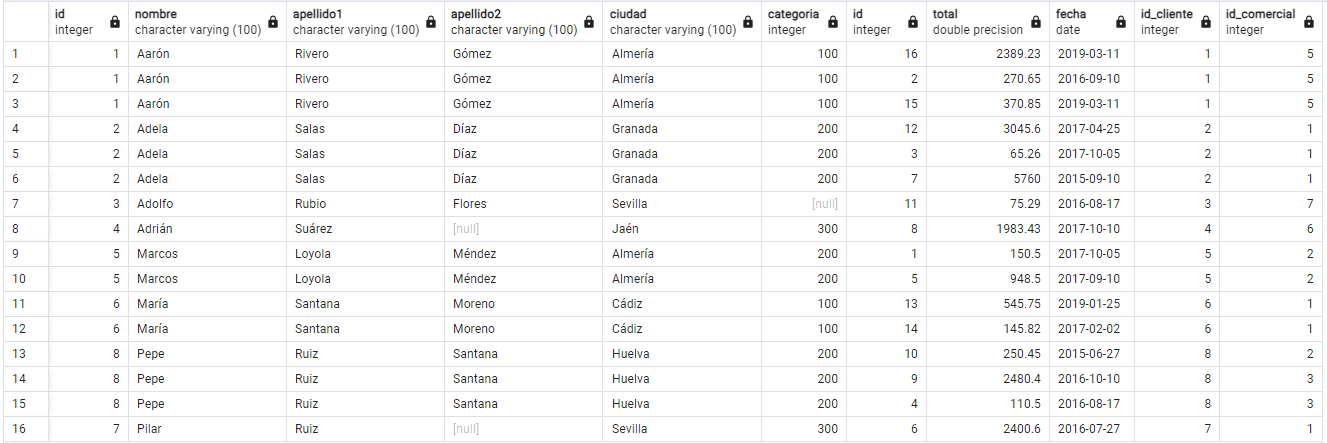 id nombre apellido1 apellido2 ciudad categoria id total fecha id_cliente id_comercial
integer character varying (100) character varying (100) character varying (100) character varying (100) integer integer double precision date integer integer
1 1 Aarón Rivero Gómez Almería 100 16 2389.23 2019-03-11 1 5
2 1 Aarón Rivero Gómez Almería 100 2 270.65 2016-09-10 1 5
3 1 Aarón Rivero Gómez Almería 100 15 370.85 2019-03-11 1 5
4 2 Adela Salas Díaz Granada 200 12 3045.6 2017-04-25 2 1
5 2 Adela Salas Díaz Granada 200 3 65.26 2017-10-05 2 1
6 2 Adela Salas Díaz Granada 200 7 5760 2015-09-10 2 1
7 3 Adolfo Rubio Flores Sevilla [null] 11 75.29 2016-08-17 3 7
8 4 Adrián Suárez [null] Jaén 300 8 1983.43 2017-10-10 4 6
9 5 Marcos Loyola Méndez Almería 200 1 150.5 2017-10-05 5 2
10 5 Marcos Loyola Méndez Almería 200 5 948.5 2017-09-10 5 2
11 6 María Santana Moreno Cádiz 100 13 545.75 2019-01-25 6 1
12 6 María Santana Moreno Cádiz 100 14 145.82 2017-02-02 6 1
13 8 Pepe Ruiz Santana Huelva 200 10 250.45 2015-06-27 8 2
14 8 Pepe Ruiz Santana Huelva 200 9 2480.4 2016-10-10 8 3
15 8 Pepe Ruiz Santana Huelva 200 4 110.5 2016-08-17 8 3
16 7 Pilar Ruiz [null] Sevilla 300 6 2400.6 2016-07-27 7 1